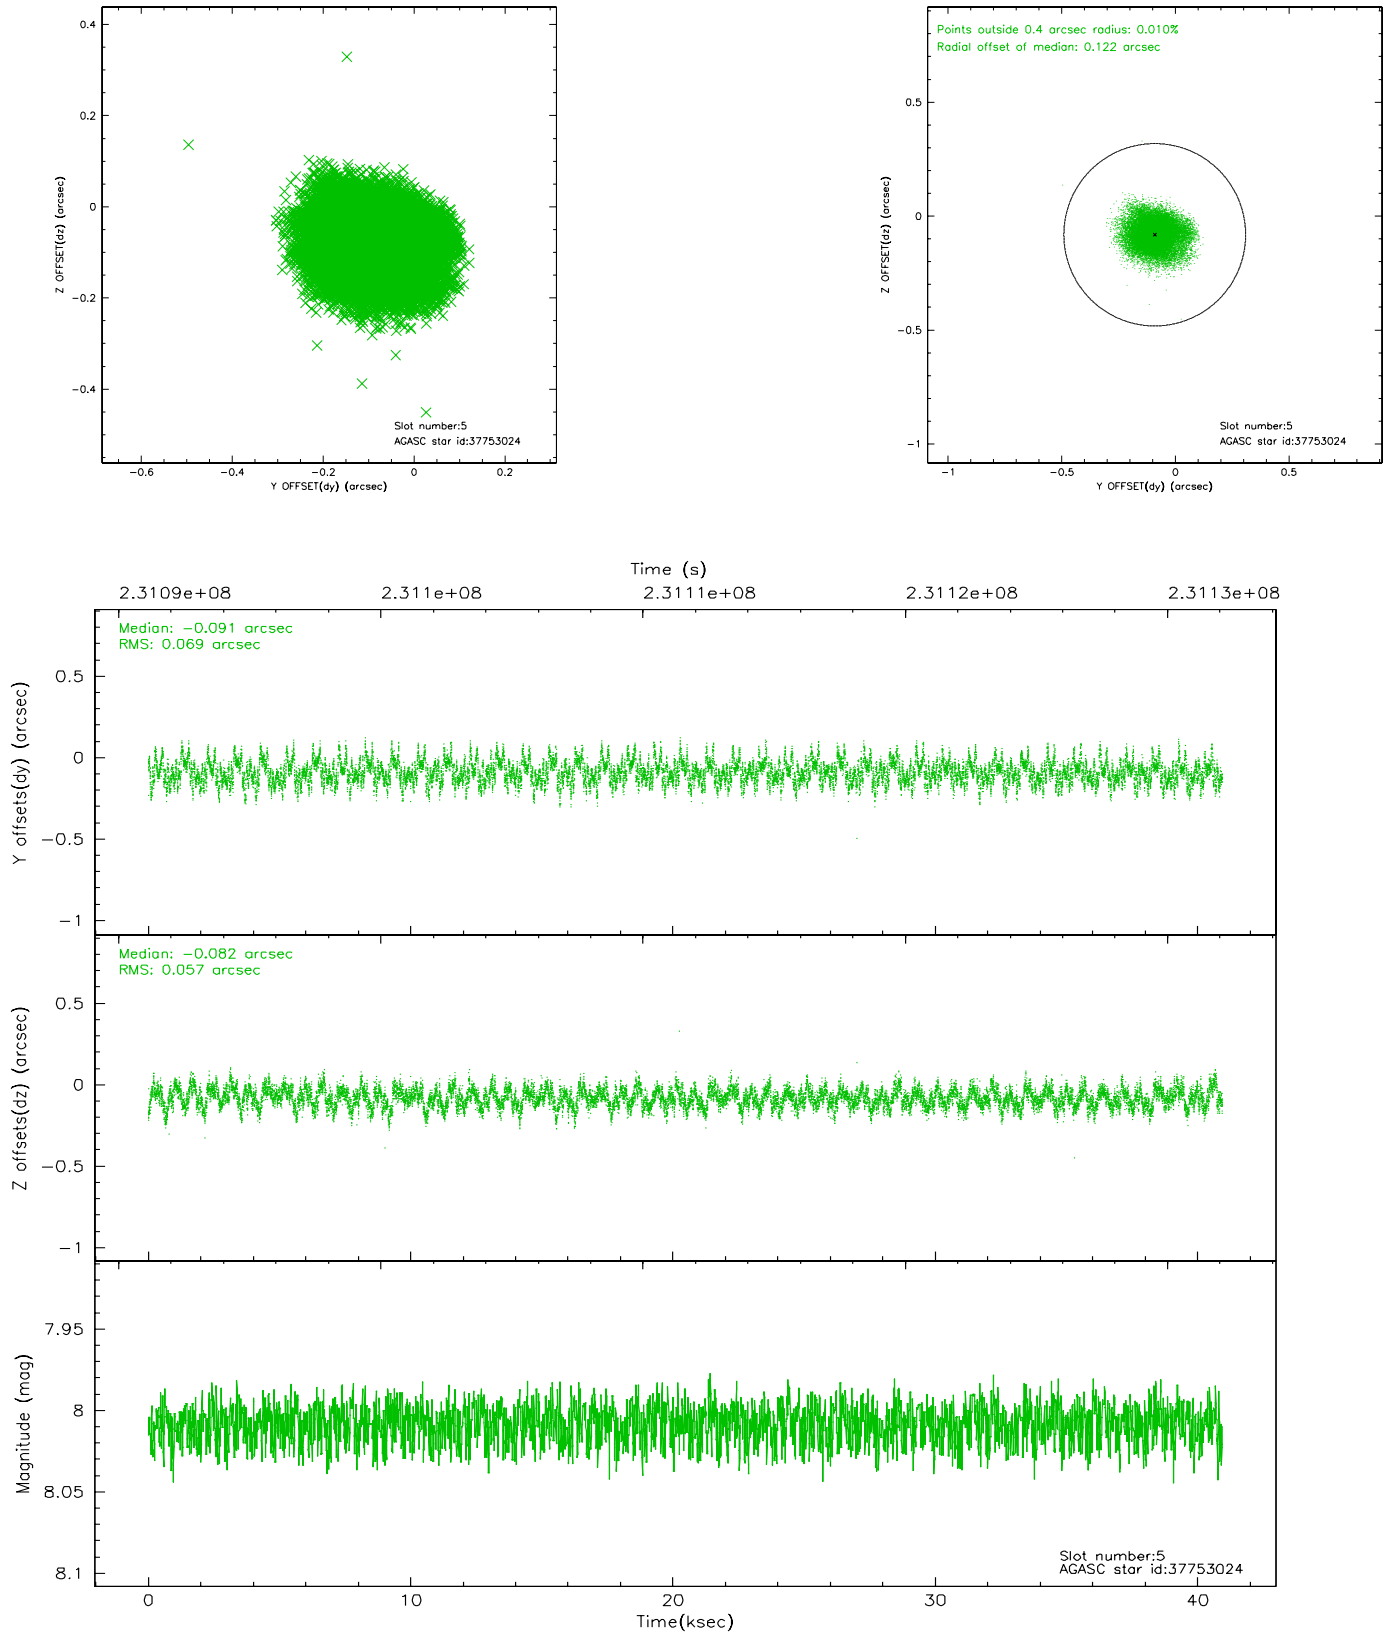 0.4
0.2
0
−0.2
−0.4
Z OFFSET(dz) (arcsec)
Slot number:5
AGASC star id:37753024
−0.6 −0.4 −0.2 0 0.2
Y OFFSET(dy) (arcsec)
Points outside 0.4 arcsec radius: 0.010%
Radial offset of median: 0.122 arcsec
0.5
0
−0.5
−1
Z OFFSET(dz) (arcsec)
Slot number:5
AGASC star id:37753024
−1 −0.5 0 0.5
Y OFFSET(dy) (arcsec)
Time (s)
2.3109e+08 2.311e+08 2.3111e+08 2.3112e+08 2.3113e+08
Median: −0.091 arcsec
RMS: 0.069 arcsec
0.5
0
−0.5
−1
Y offsets(dy) (arcsec)
Median: −0.082 arcsec
RMS: 0.057 arcsec
0.5
0
−0.5
−1
Z offsets(dz) (arcsec)
7.95
8
8.05
8.1
Magnitude (mag)
Slot number:5
AGASC star id:37753024
0 10 20 30 40
Time(ksec)